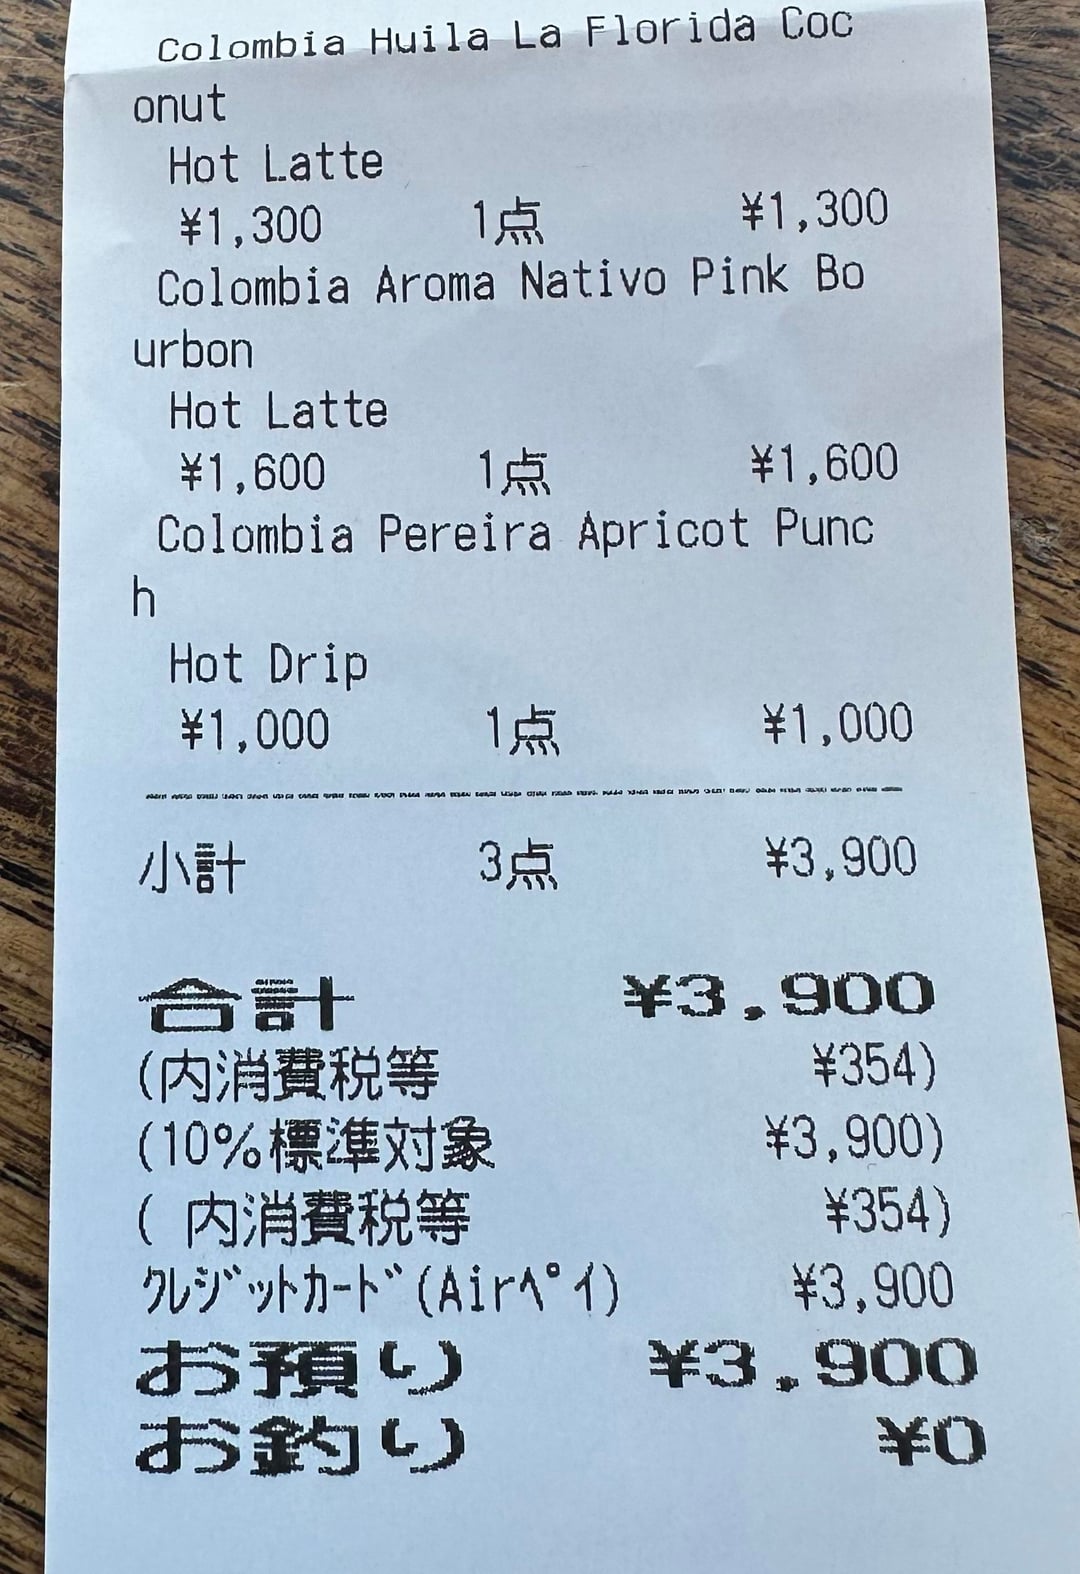 Colombia Huila La Florida Coc
onut
Hot Latte
¥1,300 1点 ¥1,300
Colombia Aroma Nativo Pink Bo
urbon
Hot Latte
¥1,600 1点 ¥1,600
Colombia Pereira Apricot Punc
h
Hot Drip
¥1,000 1点 ¥1,000
小計 3点 ¥3,900
合計 ¥3,900
(内消費税等 ¥354)
(10%標準対象 ¥3,900)
( 内消費税等 ¥354)
クレジットカード(Airペイ) ¥3,900
お預り ¥3,900
お釣り ¥0